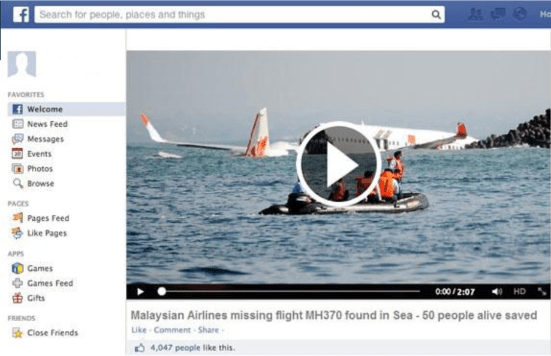 Search for people, places and things
Ho
FAVORITES
Welcome
News Feed
Messages
Events
Photos
Browse
PAGES
Pages Feed
Like Pages
APPS
Games
Games Feed
Gifts
FRIENDS
Close Friends
0:00 / 2:07
HD
Malaysian Airlines missing flight MH370 found in Sea - 50 people alive saved
Like · Comment · Share ·
4,047 people like this.